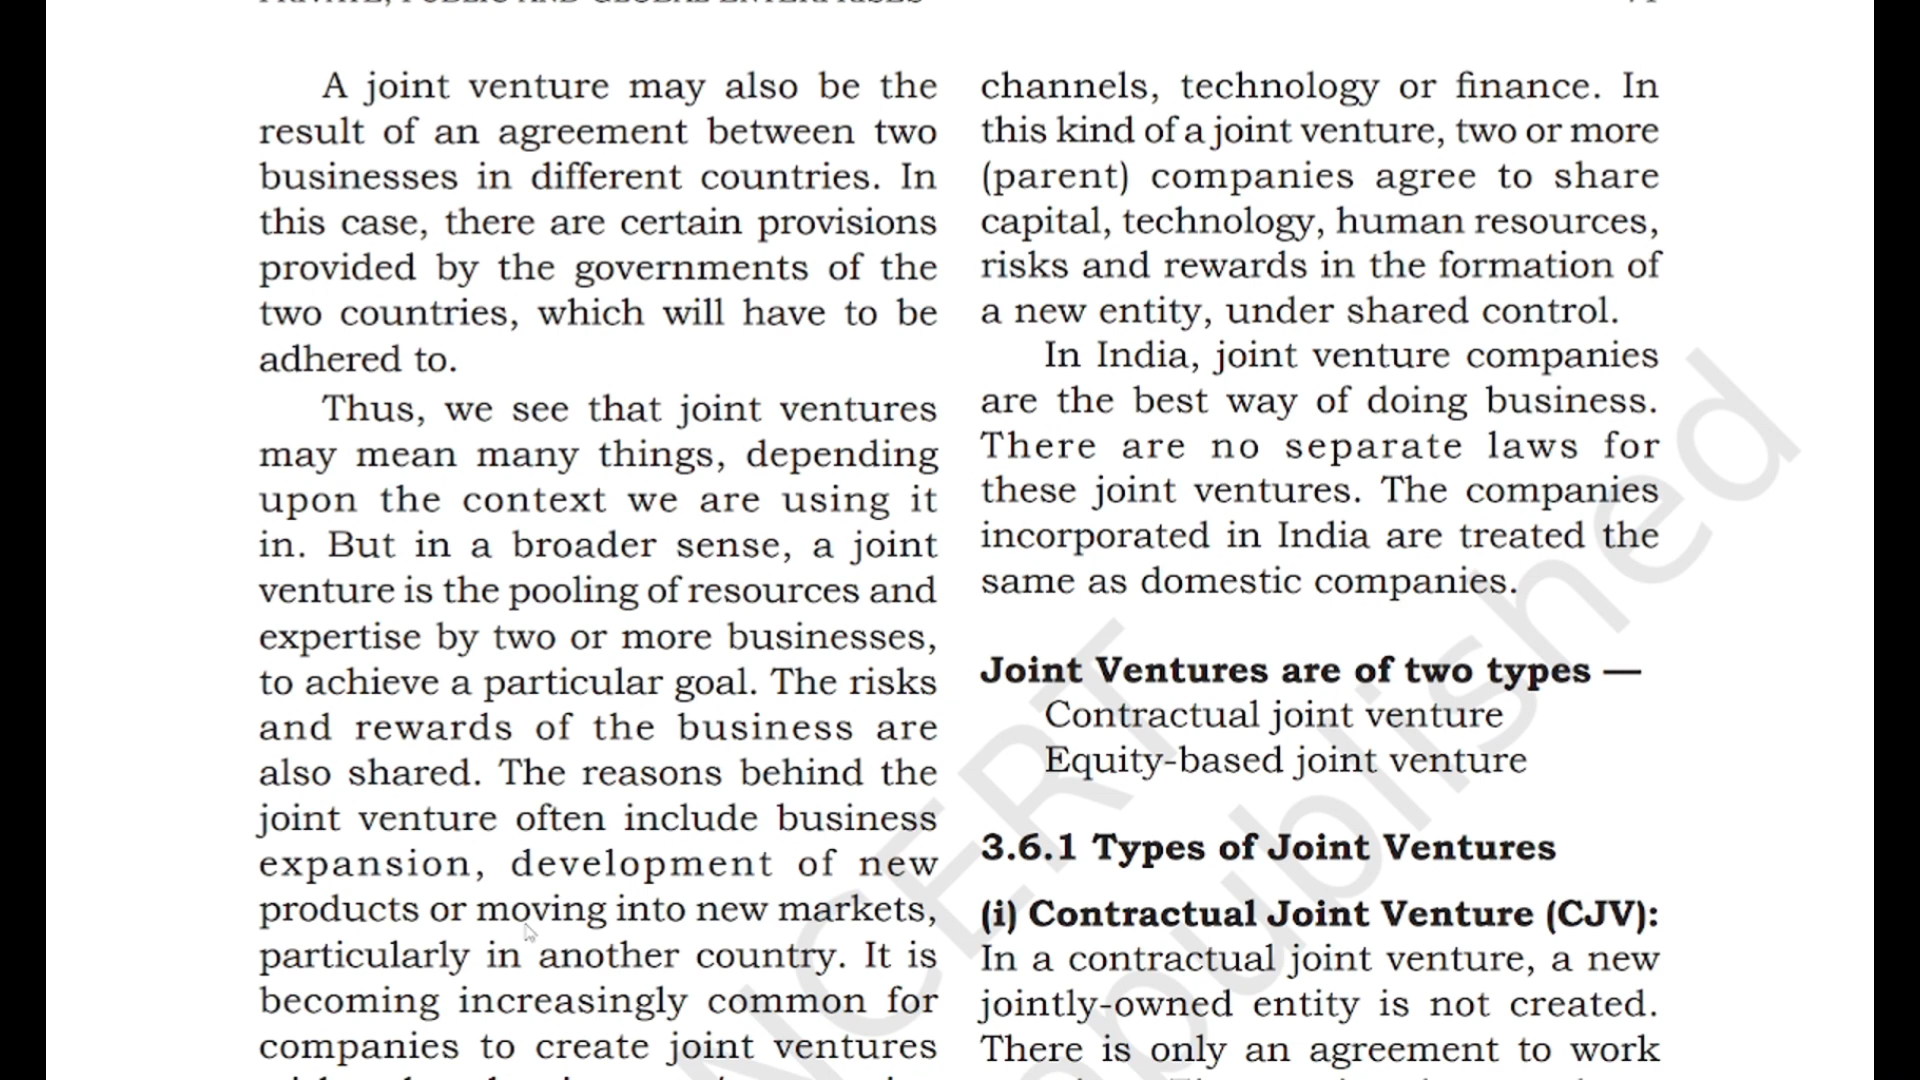 PRIVATE, PUBLIC AND GLOBAL ENTERPRISES
A joint venture may also be the
result of an agreement between two
businesses in different countries. In
this case, there are certain provisions
provided by the governments of the
two countries, which will have to be
adhered to.
Thus, we see that joint ventures
may mean many things, depending
upon the context we are using it
in. But in a broader sense, a joint
venture is the pooling of resources and
expertise by two or more businesses,
to achieve a particular goal. The risks
and rewards of the business are
also shared. The reasons behind the
joint venture often include business
expansion, development of new
products or moving into new markets,
particularly in another country. It is
becoming increasingly common for
companies to create joint ventures
channels, technology or finance. In
this kind of a joint venture, two or more
(parent) companies agree to share
capital, technology, human resources,
risks and rewards in the formation of
a new entity, under shared control.
In India, joint venture companies
are the best way of doing business.
There are no separate laws for
these joint ventures. The companies
incorporated in India are treated the
same as domestic companies.
Joint Ventures are of two types —
Contractual joint venture
Equity-based joint venture
3.6.1 Types of Joint Ventures
(i) Contractual Joint Venture (CJV):
In a contractual joint venture, a new
jointly-owned entity is not created.
There is only an agreement to work
NCERT
published